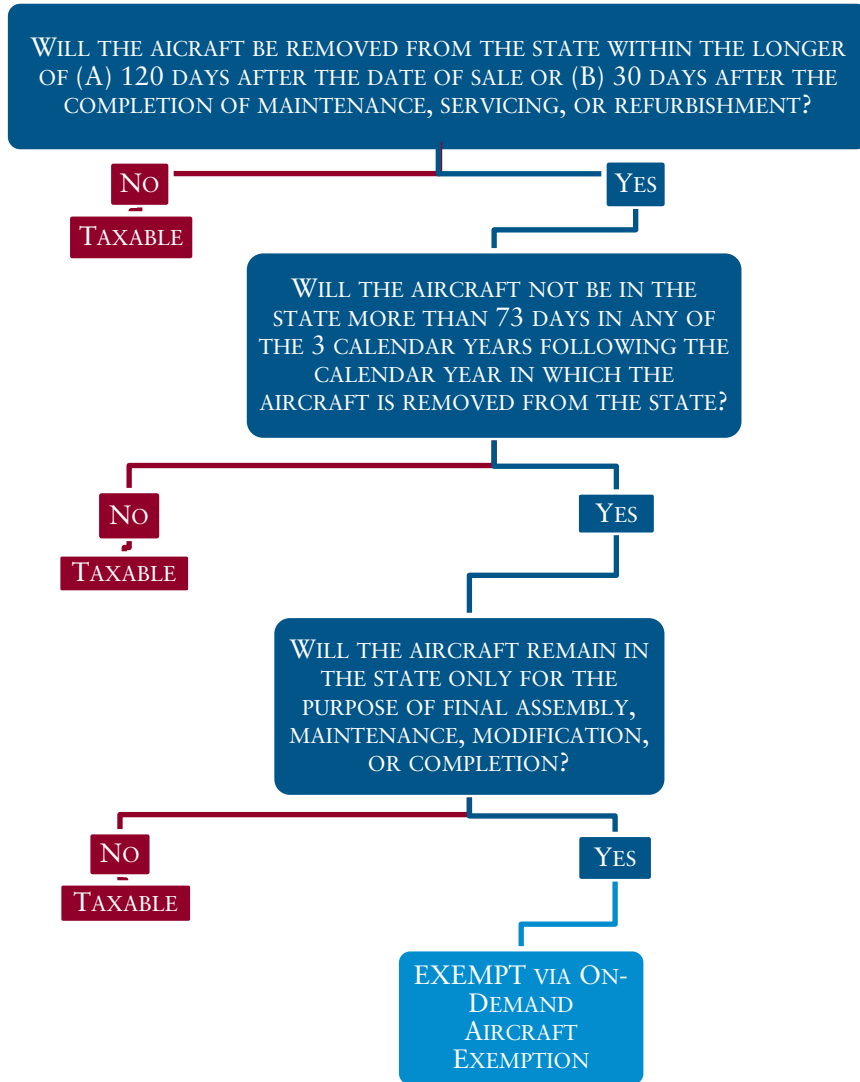 WILL THE AICRAFT BE REMOVED FROM THE STATE WITHIN THE LONGER
OF (A) 120 DAYS AFTER THE DATE OF SALE OR (B) 30 DAYS AFTER THE
COMPLETION OF MAINTENANCE, SERVICING, OR REFURBISHMENT?
NO
YES
TAXABLE
WILL THE AIRCRAFT NOT BE IN THE
STATE MORE THAN 73 DAYS IN ANY OF
THE 3 CALENDAR YEARS FOLLOWING THE
CALENDAR YEAR IN WHICH THE
AIRCRAFT IS REMOVED FROM THE STATE?
NO
YES
TAXABLE
WILL THE AIRCRAFT REMAIN IN
THE STATE ONLY FOR THE
PURPOSE OF FINAL ASSEMBLY,
MAINTENANCE, MODIFICATION,
OR COMPLETION?
NO
YES
TAXABLE
EXEMPT VIA ON-
DEMAND
AIRCRAFT
EXEMPTION